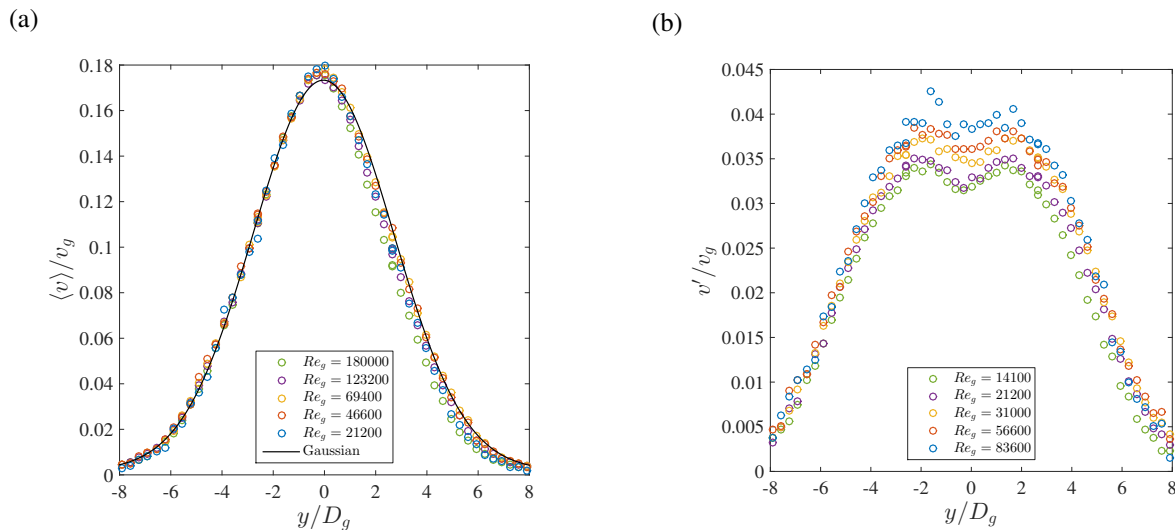 (a)
(b)
0.18
0.16
0.14
0.12
0.1
0.08
0.06
0.04
0.02
0
⟨v⟩/v_g
-8 -6 -4 -2 0 2 4 6 8
y/D_g
Re_g = 180000
Re_g = 123200
Re_g = 69400
Re_g = 46600
Re_g = 21200
Gaussian
0.045
0.04
0.035
0.03
0.025
0.02
0.015
0.01
0.005
0
v′/v_g
-8 -6 -4 -2 0 2 4 6 8
y/D_g
Re_g = 14100
Re_g = 21200
Re_g = 31000
Re_g = 56600
Re_g = 83600